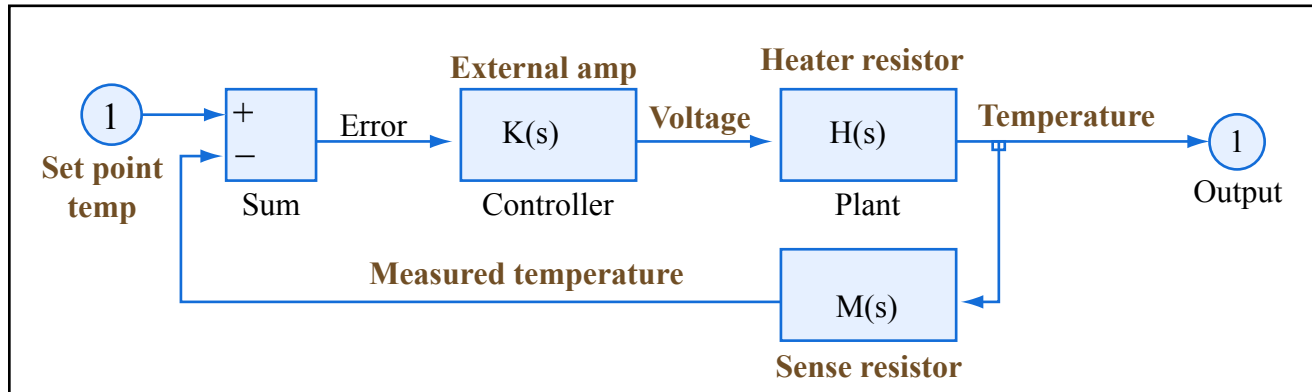 External amp
Heater resistor
1
+
−
Error
K(s)
Voltage
H(s)
Temperature
1
Set point
temp
Sum
Controller
Plant
Output
Measured temperature
M(s)
Sense resistor